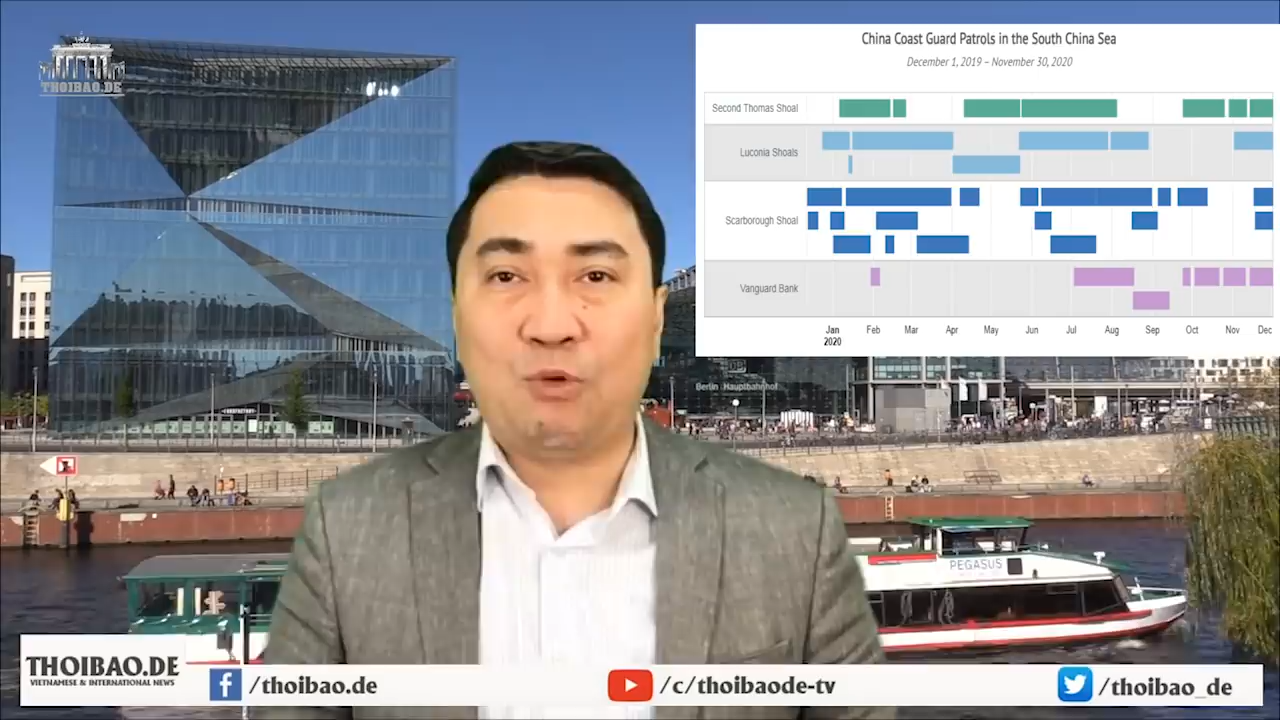 THOIBAO.DE
China Coast Guard Patrols in the South China Sea
December 1, 2019 – November 30, 2020
Second Thomas Shoal
Luconia Shoals
Scarborough Shoal
Vanguard Bank
Jan Feb Mar Apr May Jun Jul Aug Sep Oct Nov Dec
2020
DB
Berlin Hauptbahnhof
PEGASUS
THOIBAO.DE
VIETNAMESE & INTERNATIONAL NEWS
/thoibao.de
/c/thoibaode-tv
/thoibao_de